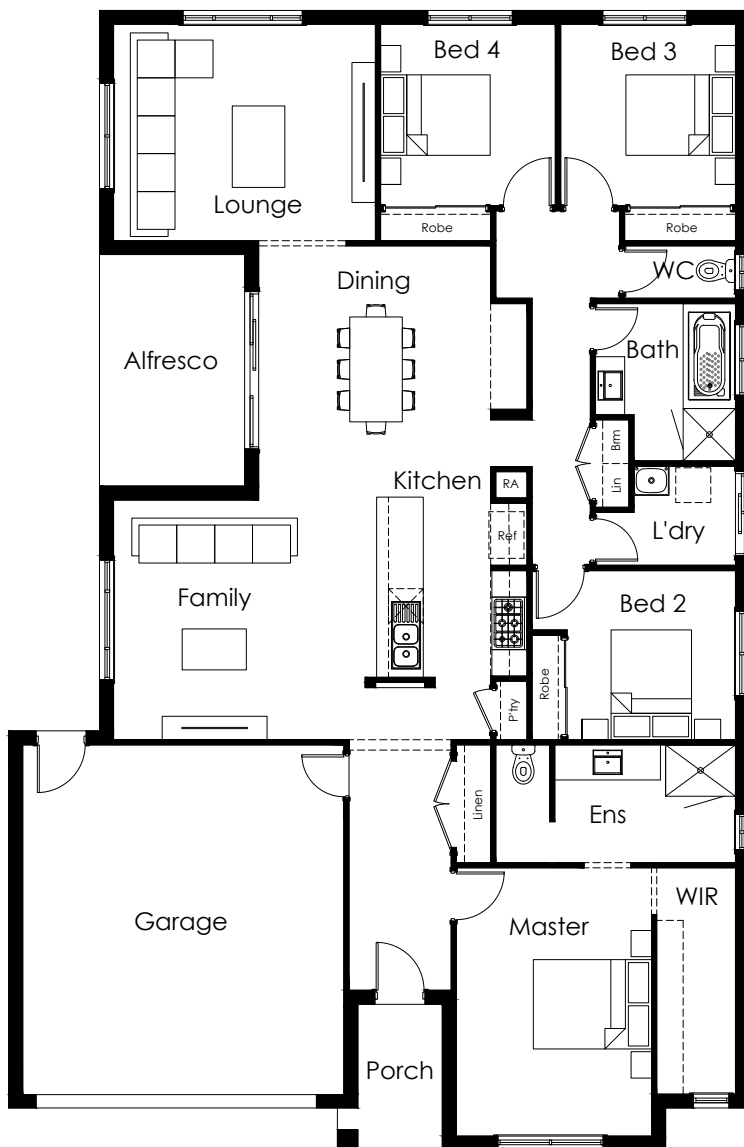 Bed 4
Bed 3
Lounge
Robe
Robe
WC
Dining
Bath
Alfresco
Brm
Kitchen
RA
Lin
Ref
L'dry
Family
Bed 2
Robe
P'try
Linen
Ens
WIR
Garage
Master
Porch